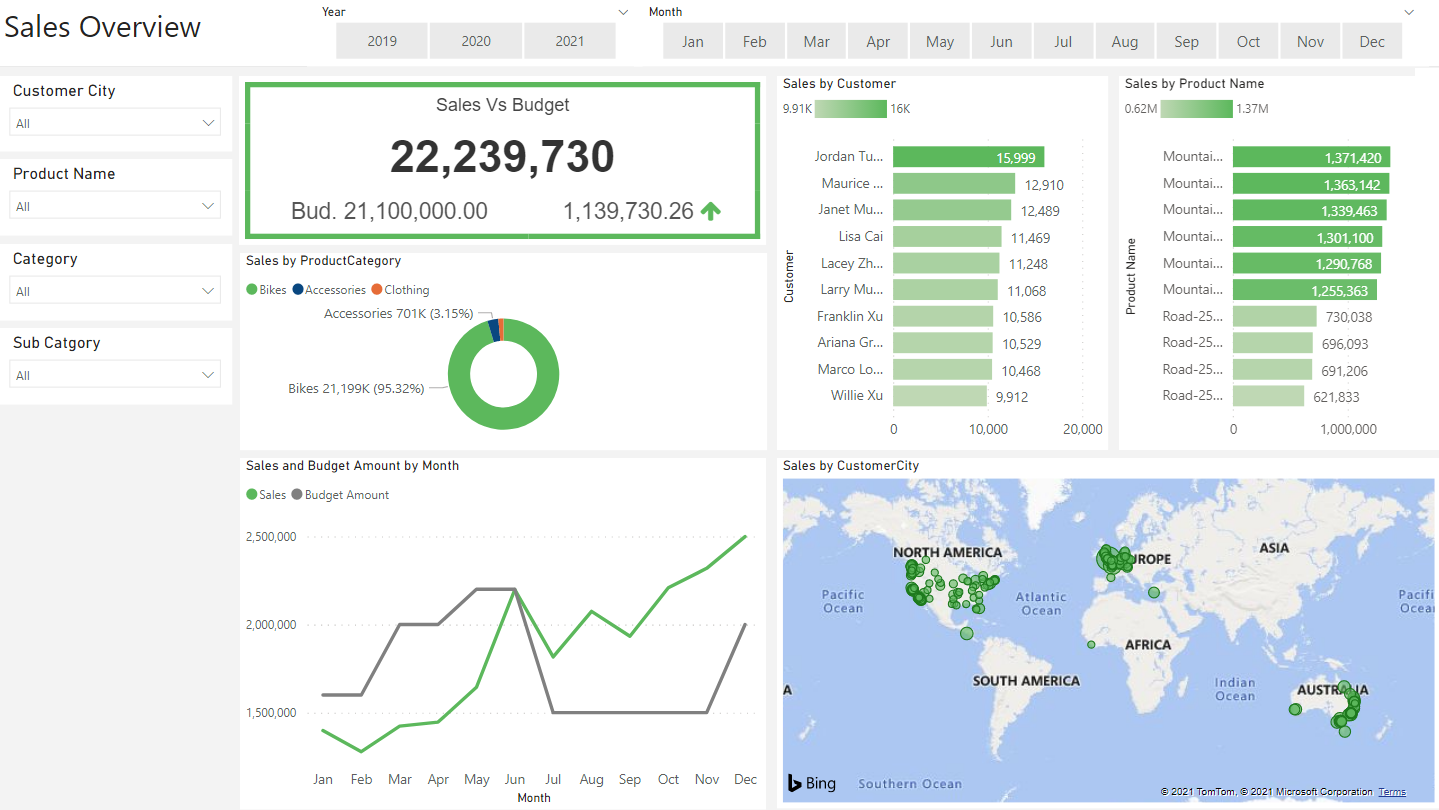 Sales Overview
Year
2019 2020 2021
Month
Jan Feb Mar Apr May Jun Jul Aug Sep Oct Nov Dec
Customer City
All
Product Name
All
Category
All
Sub Catgory
All
Sales Vs Budget
22,239,730
Bud. 21,100,000.00 1,139,730.26
Sales by ProductCategory
Bikes Accessories Clothing
Accessories 701K (3.15%)
Bikes 21,199K (95.32%)
Sales by Customer
9.91K 16K
Customer
Jordan Tu... 15,999
Maurice ... 12,910
Janet Mu... 12,489
Lisa Cai 11,469
Lacey Zh... 11,248
Larry Mu... 11,068
Franklin Xu 10,586
Ariana Gr... 10,529
Marco Lo... 10,468
Willie Xu 9,912
0 10,000 20,000
Sales by Product Name
0.62M 1.37M
Product Name
Mountai... 1,371,420
Mountai... 1,363,142
Mountai... 1,339,463
Mountai... 1,301,100
Mountai... 1,290,768
Mountai... 1,255,363
Road-25... 730,038
Road-25... 696,093
Road-25... 691,206
Road-25... 621,833
0 1,000,000
Sales and Budget Amount by Month
Sales Budget Amount
2,500,000
2,000,000
1,500,000
Jan Feb Mar Apr May Jun Jul Aug Sep Oct Nov Dec
Month
Sales by CustomerCity
NORTH AMERICA
UROPE
ASIA
Pacific
Ocean
Atlantic
Ocean
Pacifi
Ocea
AFRICA
SOUTH AMERICA
Indian
Ocean
A
AUSTRALIA
Southern Ocean
Bing
© 2021 TomTom, © 2021 Microsoft Corporation Terms